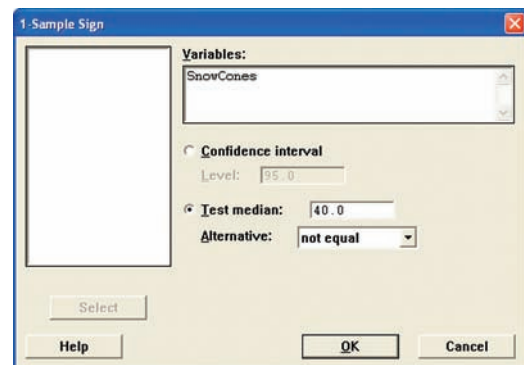 1-Sample Sign
Variables:
SnowCones
Confidence interval
Level: 95.0
Test median: 40.0
Alternative: not equal
Select
Help OK Cancel